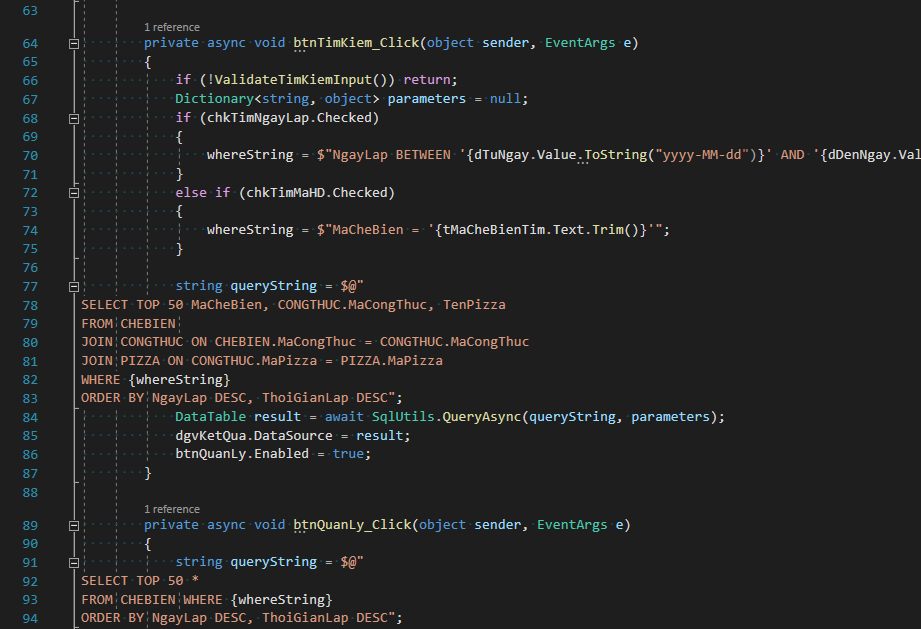 63
1 reference
64 private async void btnTimKiem_Click(object sender, EventArgs e)
65 {
66 if (!ValidateTimKiemInput()) return;
67 Dictionary<string, object> parameters = null;
68 if (chkTimNgayLap.Checked)
69 {
70 whereString = $"NgayLap BETWEEN '{dTuNgay.Value.ToString("yyyy-MM-dd")}' AND '{dDenNgay.Val
71 }
72 else if (chkTimMaHD.Checked)
73 {
74 whereString = $"MaCheBien = '{tMaCheBienTim.Text.Trim()}'";
75 }
76
77 string queryString = $@"
78 SELECT TOP 50 MaCheBien, CONGTHUC.MaCongThuc, TenPizza
79 FROM CHEBIEN
80 JOIN CONGTHUC ON CHEBIEN.MaCongThuc = CONGTHUC.MaCongThuc
81 JOIN PIZZA ON CONGTHUC.MaPizza = PIZZA.MaPizza
82 WHERE {whereString}
83 ORDER BY NgayLap DESC, ThoiGianLap DESC";
84 DataTable result = await SqlUtils.QueryAsync(queryString, parameters);
85 dgvKetQua.DataSource = result;
86 btnQuanLy.Enabled = true;
87 }
88
1 reference
89 private async void btnQuanLy_Click(object sender, EventArgs e)
90 {
91 string queryString = $@"
92 SELECT TOP 50 *
93 FROM CHEBIEN WHERE {whereString}
94 ORDER BY NgayLap DESC, ThoiGianLap DESC";